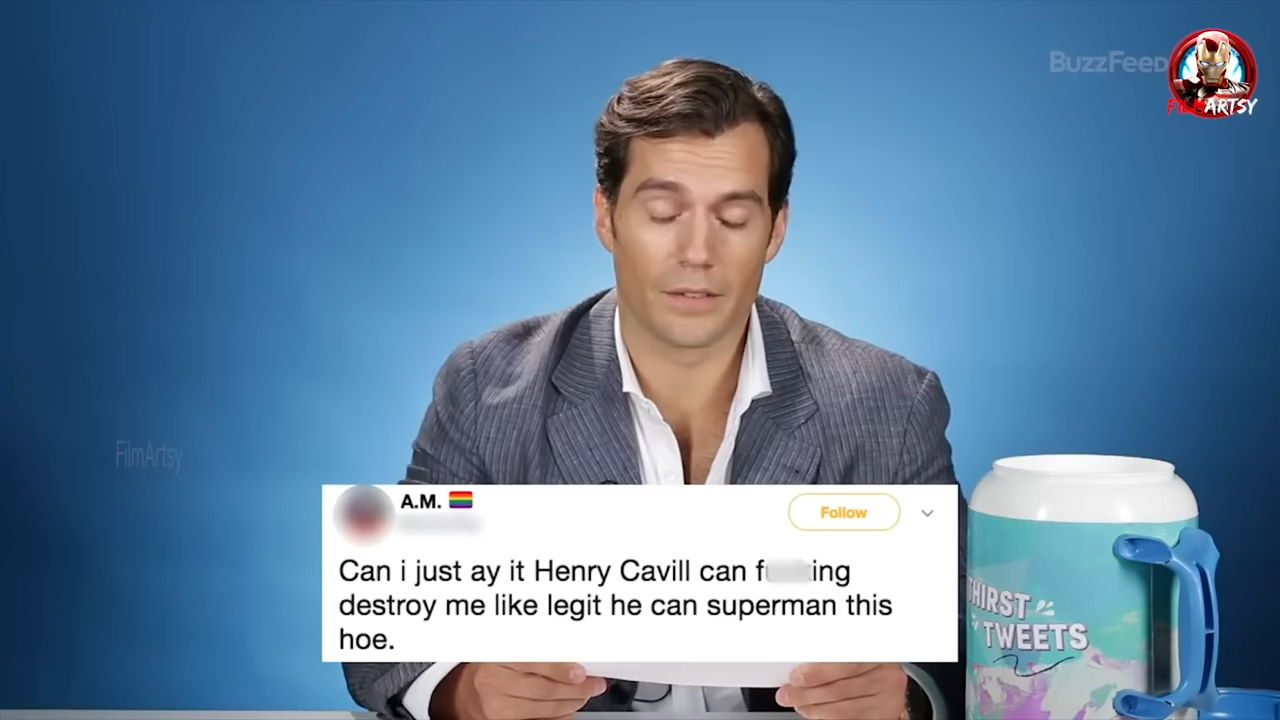 BuzzFeed
FILMARTSY
FilmArtsy
A.M.
Follow
Can i just ay it Henry Cavill can f ing
destroy me like legit he can superman this
hoe.
THIRST
TWEETS